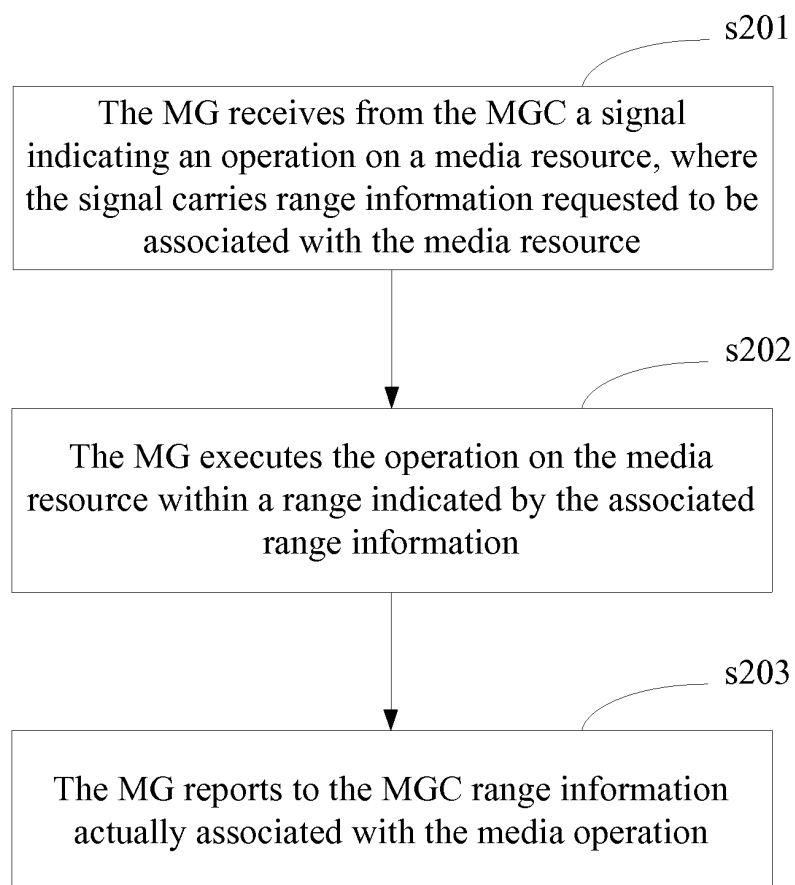 s201
The MG receives from the MGC a signal
indicating an operation on a media resource, where
the signal carries range information requested to be
associated with the media resource
s202
The MG executes the operation on the media
resource within a range indicated by the associated
range information
s203
The MG reports to the MGC range information
actually associated with the media operation